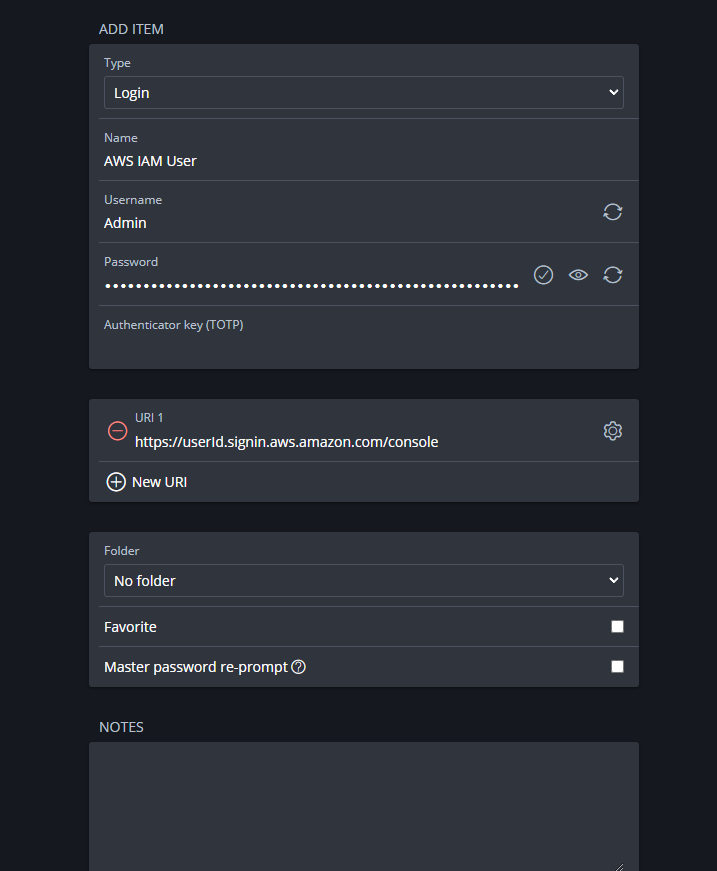 ADD ITEM
Type
Login
Name
AWS IAM User
Username
Admin
Password
••••••••••••••••••••••••••••••••••••••••••••••••••••••
Authenticator key (TOTP)
URI 1
https://userId.signin.aws.amazon.com/console
New URI
Folder
No folder
Favorite
Master password re-prompt
NOTES